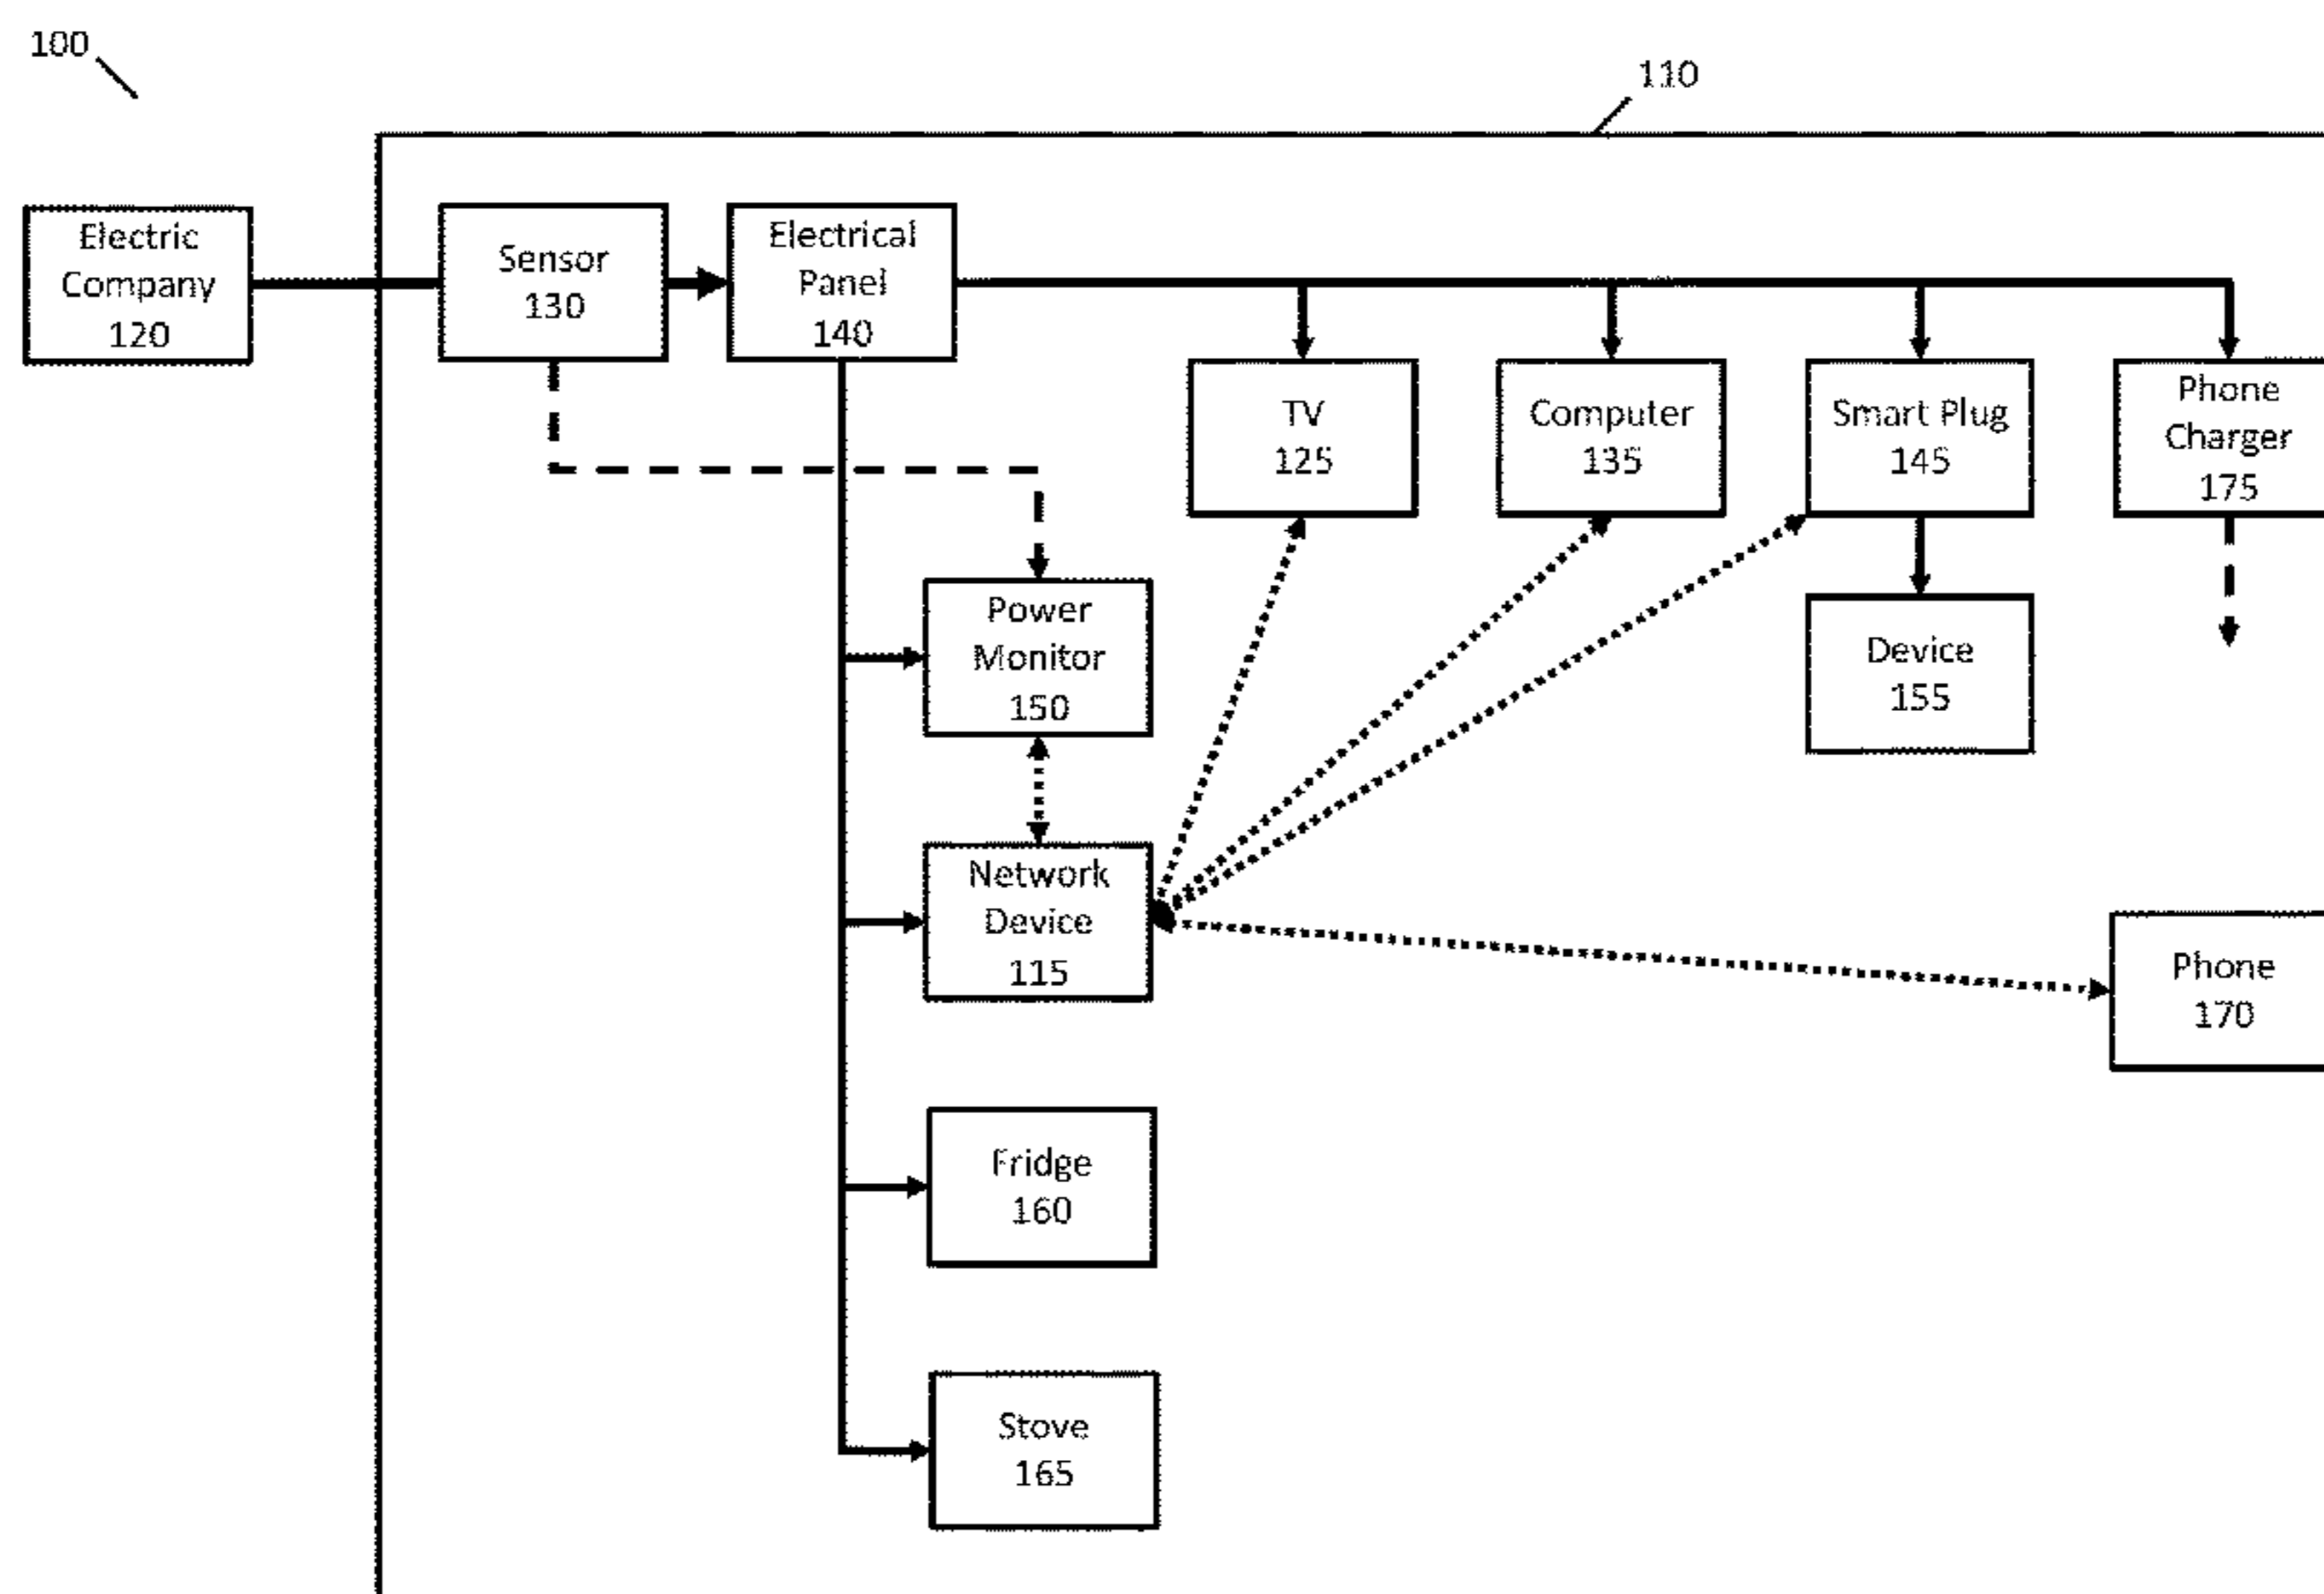 100
110
Electric
Company
120
Sensor
130
Electrical
Panel
140
TV
125
Computer
135
Smart Plug
145
Phone
Charger
175
Power
Monitor
150
Device
155
Network
Device
115
Phone
170
Fridge
160
Stove
165